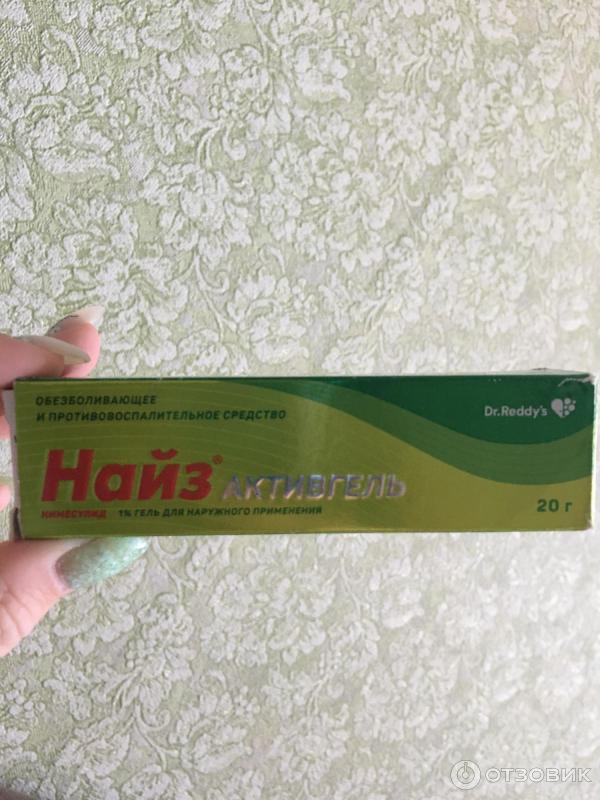 ОБЕЗБОЛИВАЮЩЕЕ
И ПРОТИВОВОСПАЛИТЕЛЬНОЕ СРЕДСТВО
Dr.Reddy's
Найз® АКТИВГЕЛЬ
НИМЕСУЛИД 1% ГЕЛЬ ДЛЯ НАРУЖНОГО ПРИМЕНЕНИЯ
20 г
ОТЗОВИК